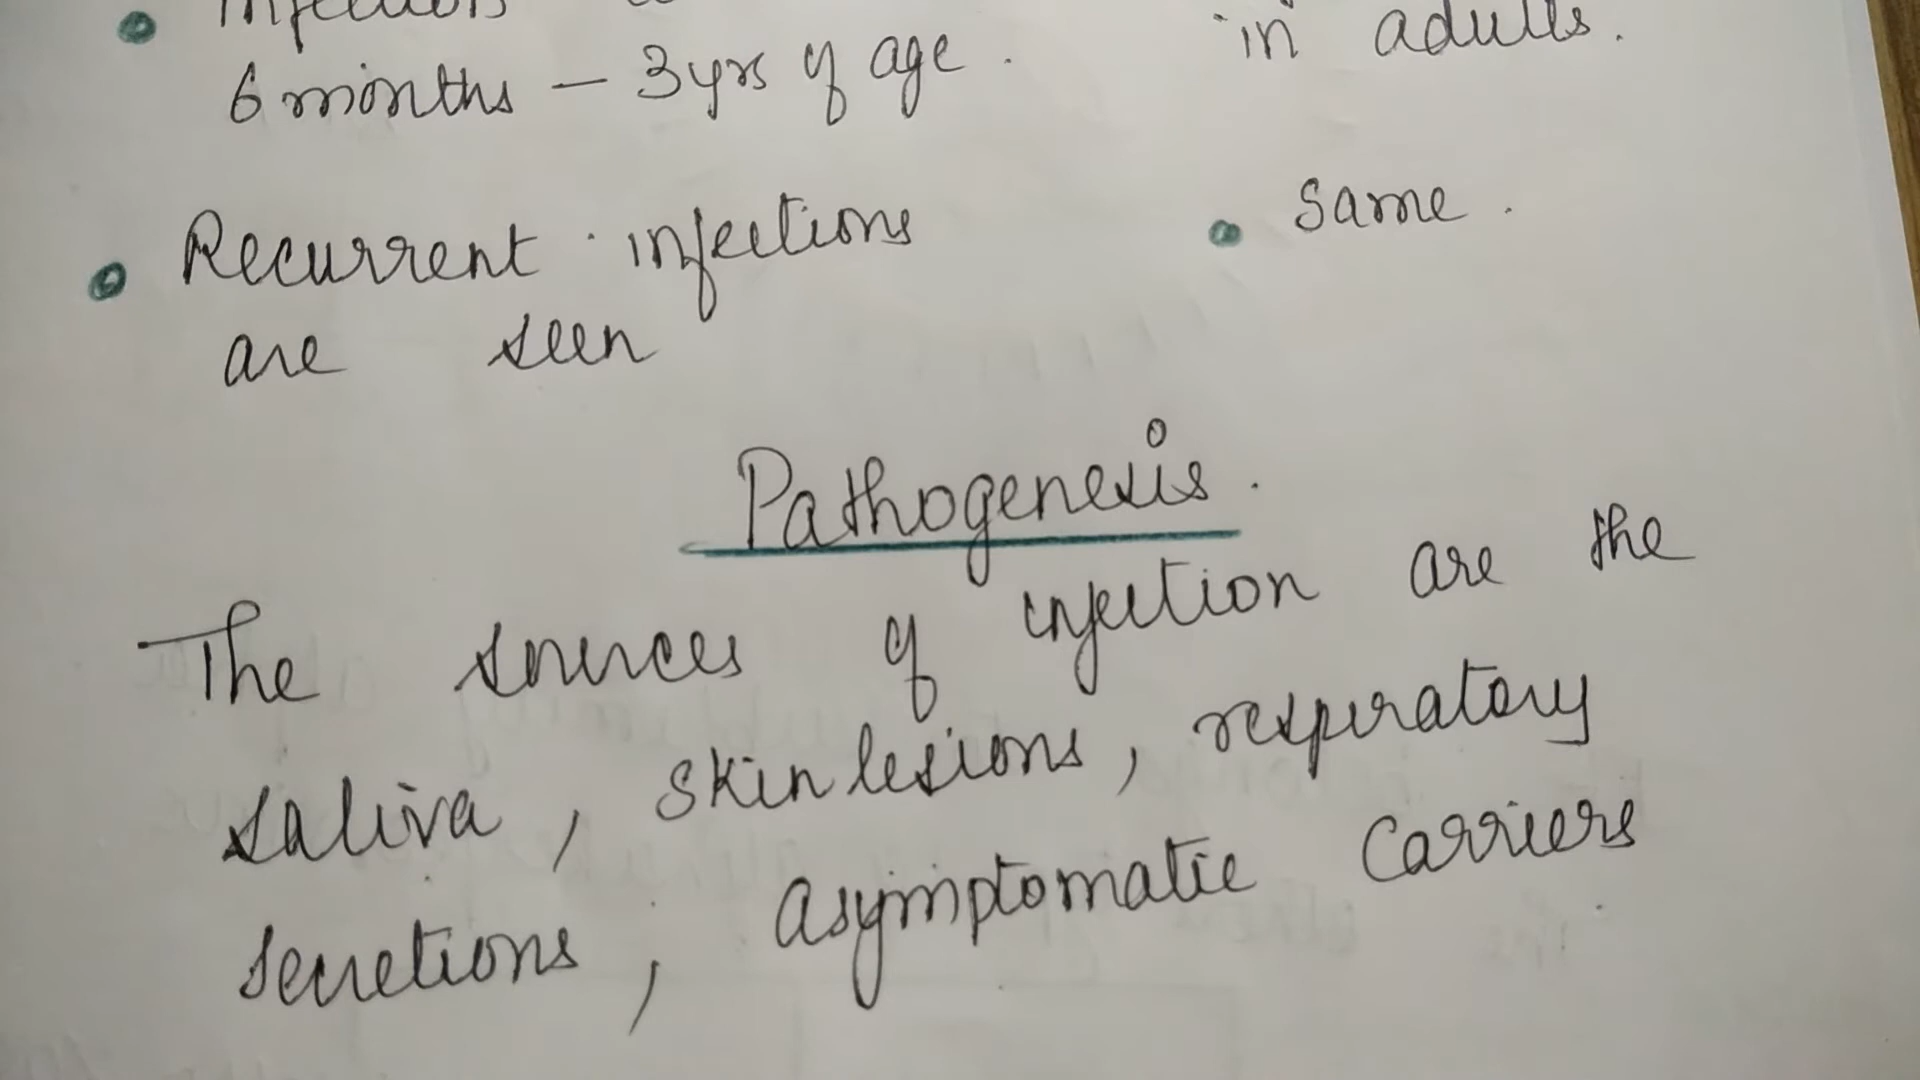 6 months - 3 yrs of age. in adults.
Recurrent infections
are seen
Same.
Pathogenesis.
The sources of infection are the
saliva, skin lesions, respiratory
secretions, asymptomatic Carriers